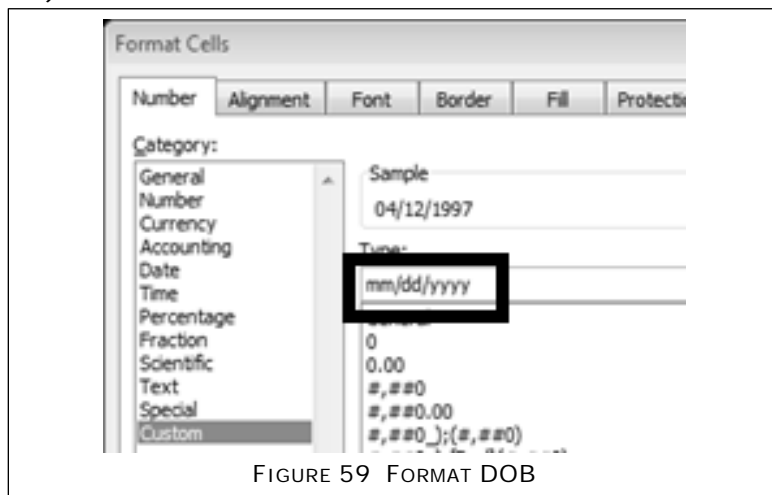 Format Cells
Number Alignment Font Border Fill
Category:
General
Number
Currency
Accounting
Date
Time
Percentage
Fraction
Scientific
Text
Special
Custom
Sample
04/12/1997
Type:
mm/dd/yyyy
General
0
0.00
#,##0
#,##0.00
#,##0_);(#,##0)
FIGURE 59 FORMAT DOB